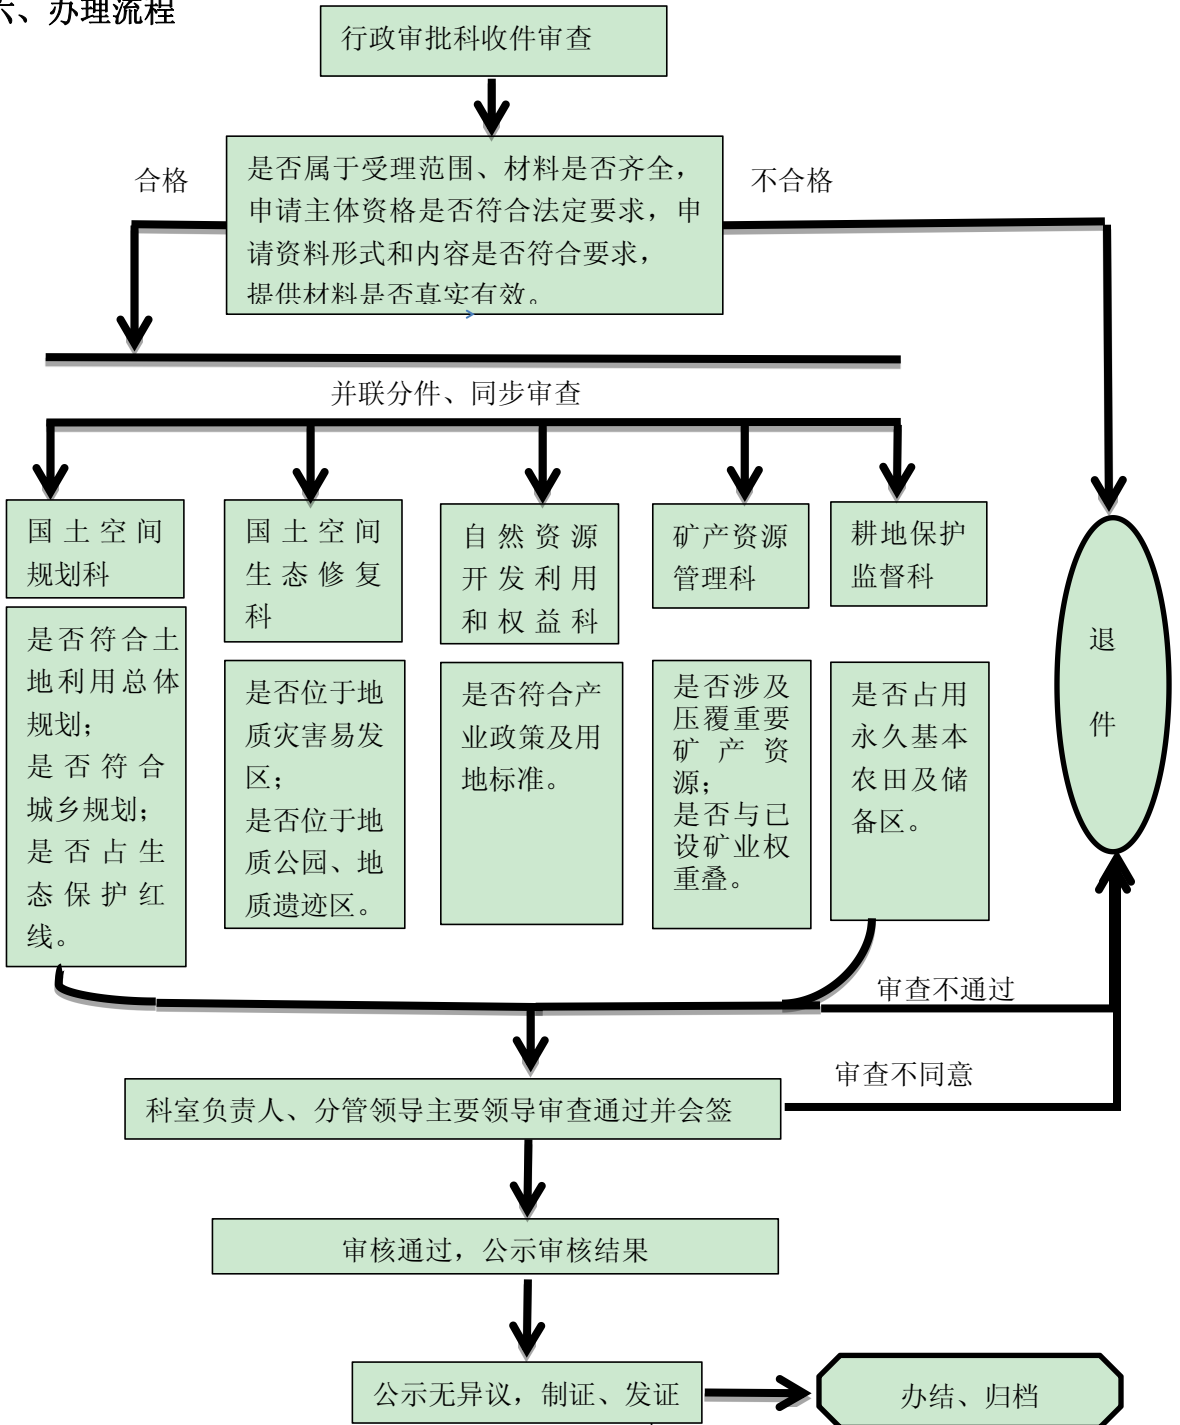 六、办理流程
行政审批科收件审查
合格
是否属于受理范围、材料是否齐全，
申请主体资格是否符合法定要求，申
请资料形式和内容是否符合要求，
提供材料是否真实有效。
不合格
并联分件、同步审查
国土空间
规划科
国土空间
生态修复
科
自然资源
开发利用
和权益科
矿产资源
管理科
耕地保护
监督科
是否符合土
地利用总体
规划；
是否符合
城乡规划；
是否占生
态保护红
线。
是否位于地
质灾害易发
区；
是否位于地
质公园、地
质遗迹区。
是否符合产
业政策及用
地标准。
是否涉及
压覆重要
矿产资
源；
是否与已
设矿业权
重叠。
是否占用
永久基本
农田及储
备区。
退
件
审查不通过
审查不同意
科室负责人、分管领导主要领导审查通过并会签
审核通过，公示审核结果
公示无异议，制证、发证
办结、归档